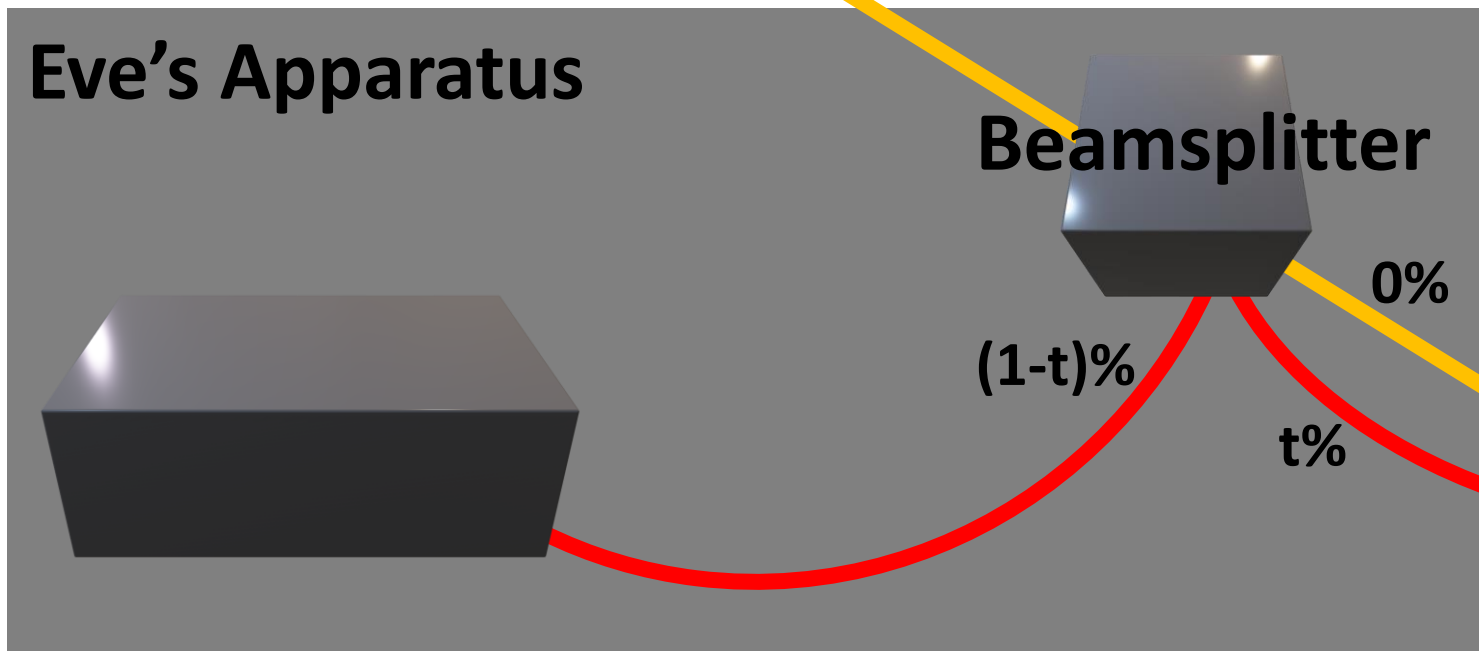 Eve’s Apparatus
Beamsplitter
0%
(1-t)%
t%